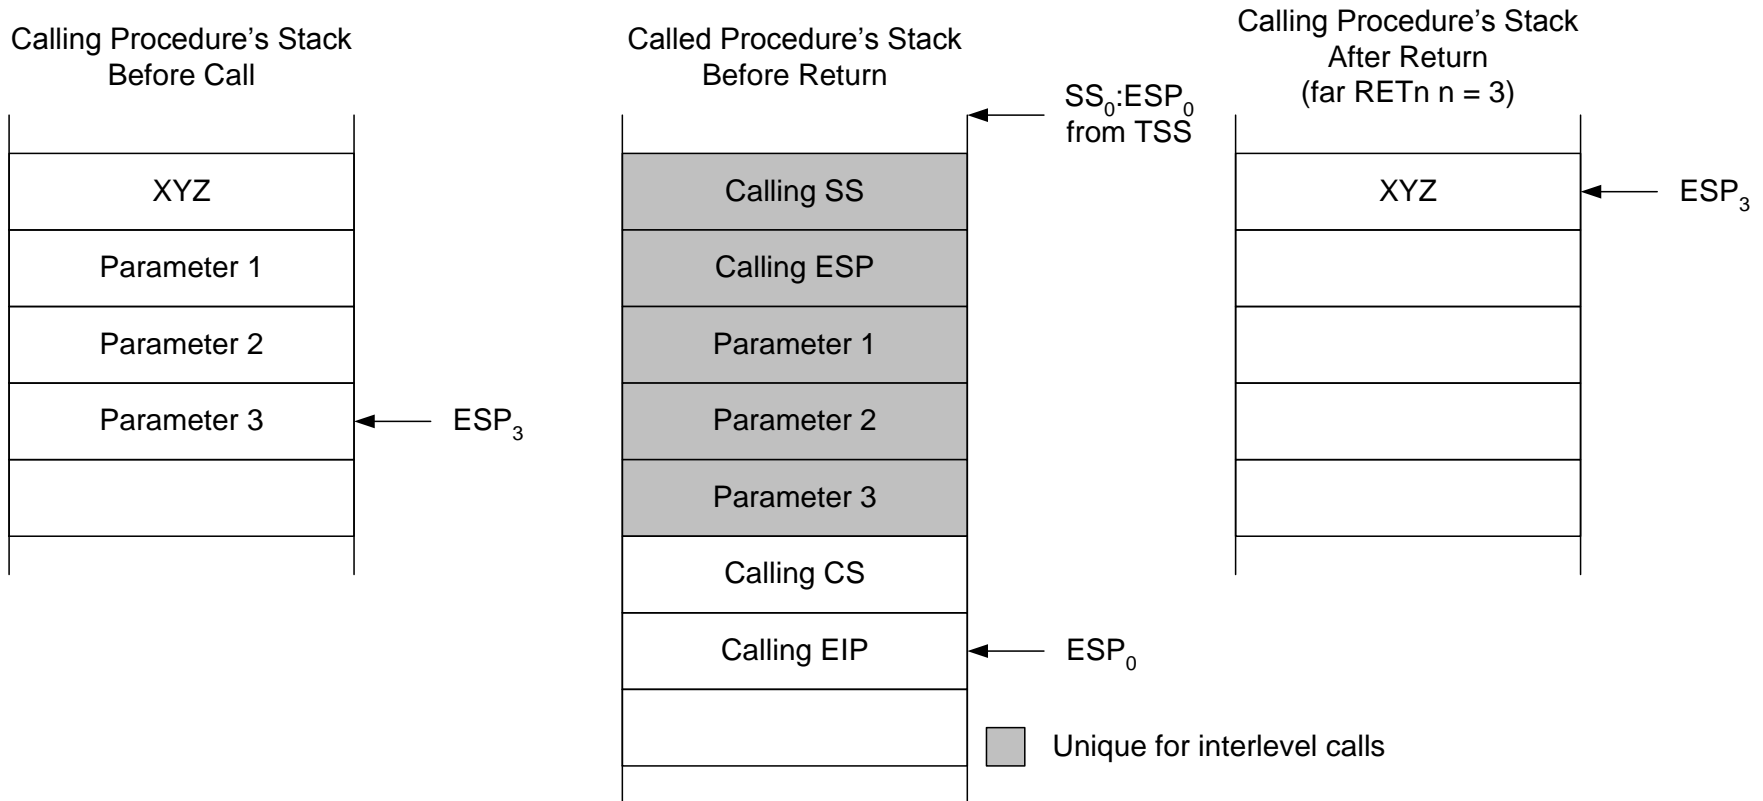 Calling Procedure's Stack
Before Call
XYZ
Parameter 1
Parameter 2
Parameter 3
ESP3
Called Procedure's Stack
Before Return
SS0:ESP0
from TSS
Calling SS
Calling ESP
Parameter 1
Parameter 2
Parameter 3
Calling CS
Calling EIP
ESP0
Unique for interlevel calls
Calling Procedure's Stack
After Return
(far RETn n = 3)
XYZ
ESP3